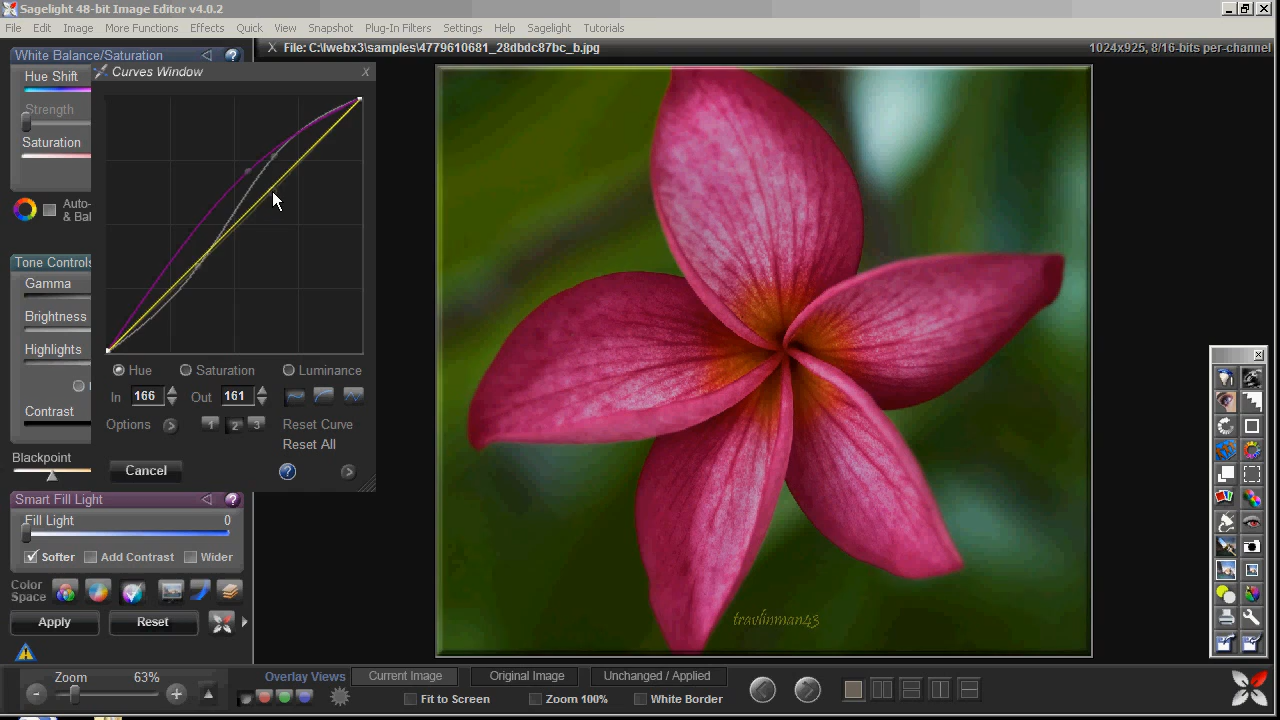 Sagelight 48-bit Image Editor v4.0.2
File Edit Image More Functions Effects Quick View Snapshot Plug-In Filters Settings Help Sagelight Tutorials
White Balance/Saturation ?
X File: C:\lwebx3\samples\4779610681_28dbdc87bc_b.jpg
1024x925, 8/16-bits per-channel
Curves Window X
Hue Shift
Strength
Saturation
Auto-
& Bal
Tone Controls
Gamma
Brightness
Highlights
Contrast
Hue Saturation Luminance
In 166 Out 161
Options > 1 2 3 Reset Curve
Reset All
Cancel ? >
Blackpoint
Smart Fill Light ?
Fill Light 0
Softer Add Contrast Wider
Color
Space
Apply Reset
travlinman43
Zoom 63%
Overlay Views Current Image Original Image Unchanged / Applied
Fit to Screen Zoom 100% White Border